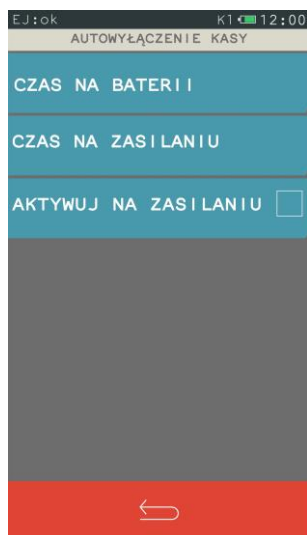 EJ:ok K1 12:00
AUTOWYŁĄCZENIE KASY
CZAS NA BATERII
CZAS NA ZASILANIU
AKTYWUJ NA ZASILANIU